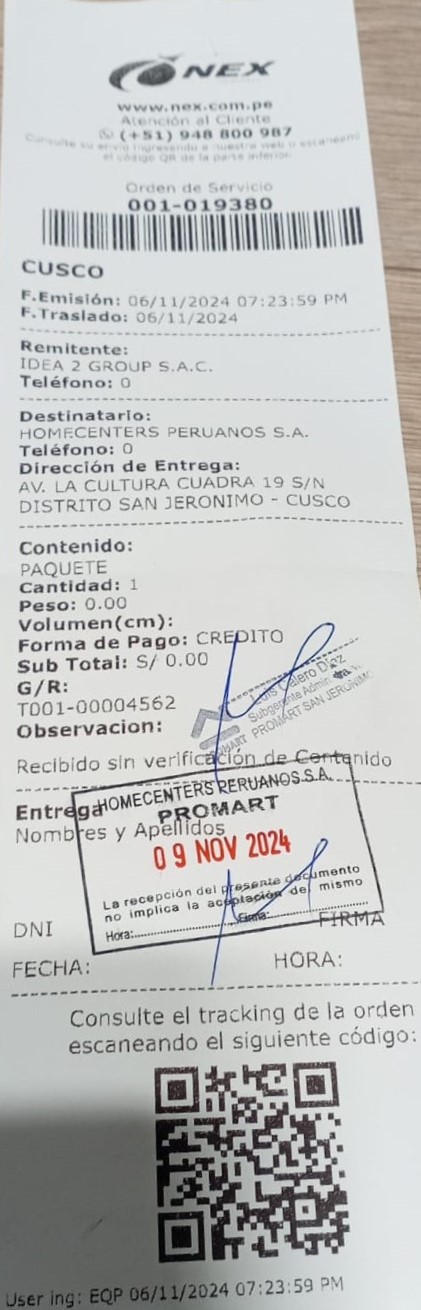 NEX
www.nex.com.pe
Atención al Cliente
(+51) 948 800 987
Consulte su envío ingresando a nuestra web o escaneando
el código QR de la parte inferior
Orden de Servicio
001-019380
CUSCO
F.Emisión: 06/11/2024 07:23:59 PM
F.Traslado: 06/11/2024
Remitente:
IDEA 2 GROUP S.A.C.
Teléfono: 0
Destinatario:
HOMECENTERS PERUANOS S.A.
Teléfono: 0
Dirección de Entrega:
AV. LA CULTURA CUADRA 19 S/N
DISTRITO SAN JERONIMO - CUSCO
Contenido:
PAQUETE
Cantidad: 1
Peso: 0.00
Volumen(cm):
Forma de Pago: CREDITO
Sub Total: S/ 0.00
G/R:
T001-00004562
Observacion:
Luis Díaz
Subgerente
PROMART SAN JERONIMO
Recibido sin verificación de Contenido
Entrega
HOMECENTERS PERUANOS S.A.
PROMART
Nombres y Apellidos
09 NOV 2024
La recepción del presente documento
no implica la aceptación del mismo
Hora: Firma:
DNI FIRMA
FECHA: HORA:
Consulte el tracking de la orden
escaneando el siguiente código:
User ing: EQP 06/11/2024 07:23:59 PM